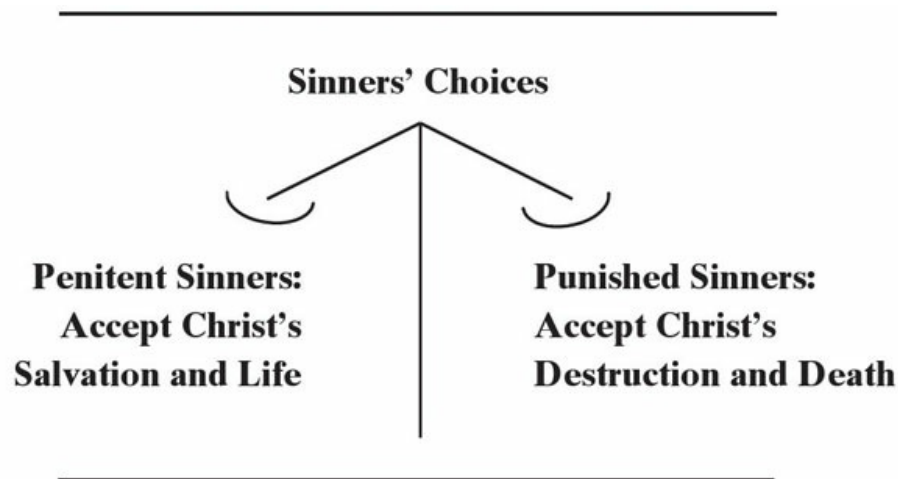 Sinners’ Choices
Penitent Sinners:
Accept Christ’s
Salvation and Life
Punished Sinners:
Accept Christ’s
Destruction and Death